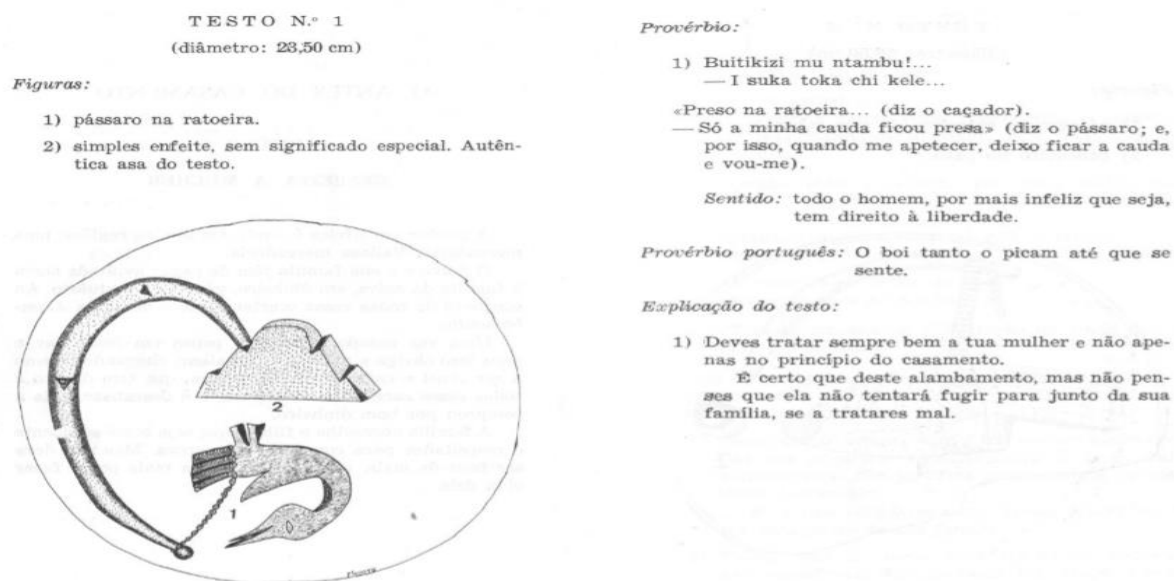 TESTO N.º 1
(diâmetro: 23,50 cm)
Figuras:
1) pássaro na ratoeira.
2) simples enfeite, sem significado especial. Autên-
tica asa do testo.
2
1
Provérbio:
1) Buitikizi mu ntambu!...
— I suka toka chi kele...
«Preso na ratoeira... (diz o caçador).
— Só a minha cauda ficou presa» (diz o pássaro; e,
por isso, quando me apetecer, deixo ficar a cauda
e vou-me).
Sentido: todo o homem, por mais infeliz que seja,
tem direito à liberdade.
Provérbio português: O boi tanto o picam até que se
sente.
Explicação do testo:
1) Deves tratar sempre bem a tua mulher e não ape-
nas no princípio do casamento.
É certo que deste alambamento, mas não pen-
ses que ela não tentará fugir para junto da sua
família, se a tratares mal.